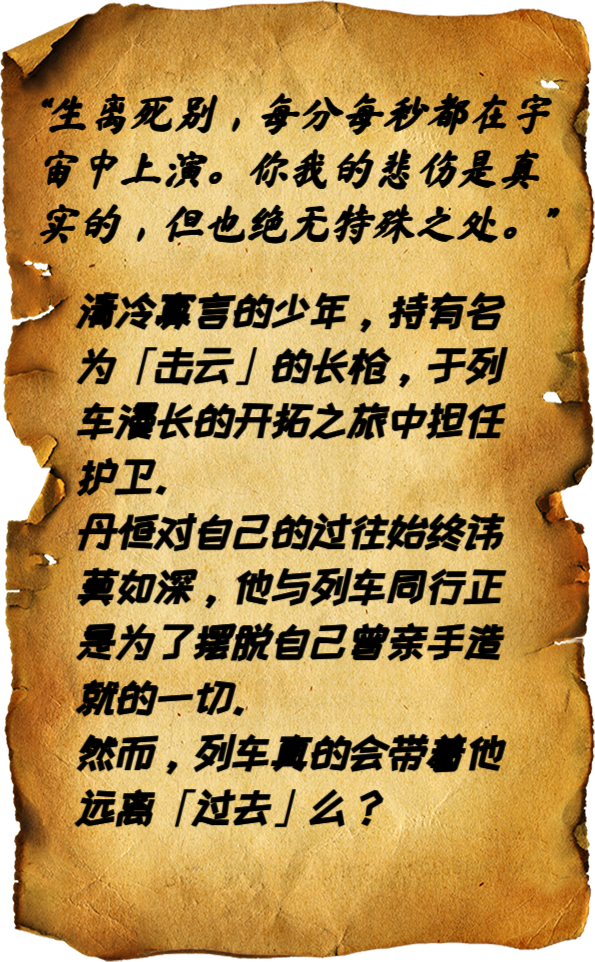 “生离死别，每分每秒都在宇
宙中上演。你我的悲伤是真
实的，但也绝无特殊之处。”
清冷寡言的少年，持有名
为「击云」的长枪，于列
车漫长的开拓之旅中担任
护卫.
丹恒对自己的过往始终讳
莫如深，他与列车同行正
是为了摆脱自己曾亲手造
就的一切.
然而，列车真的会带着他
远离「过去」么？